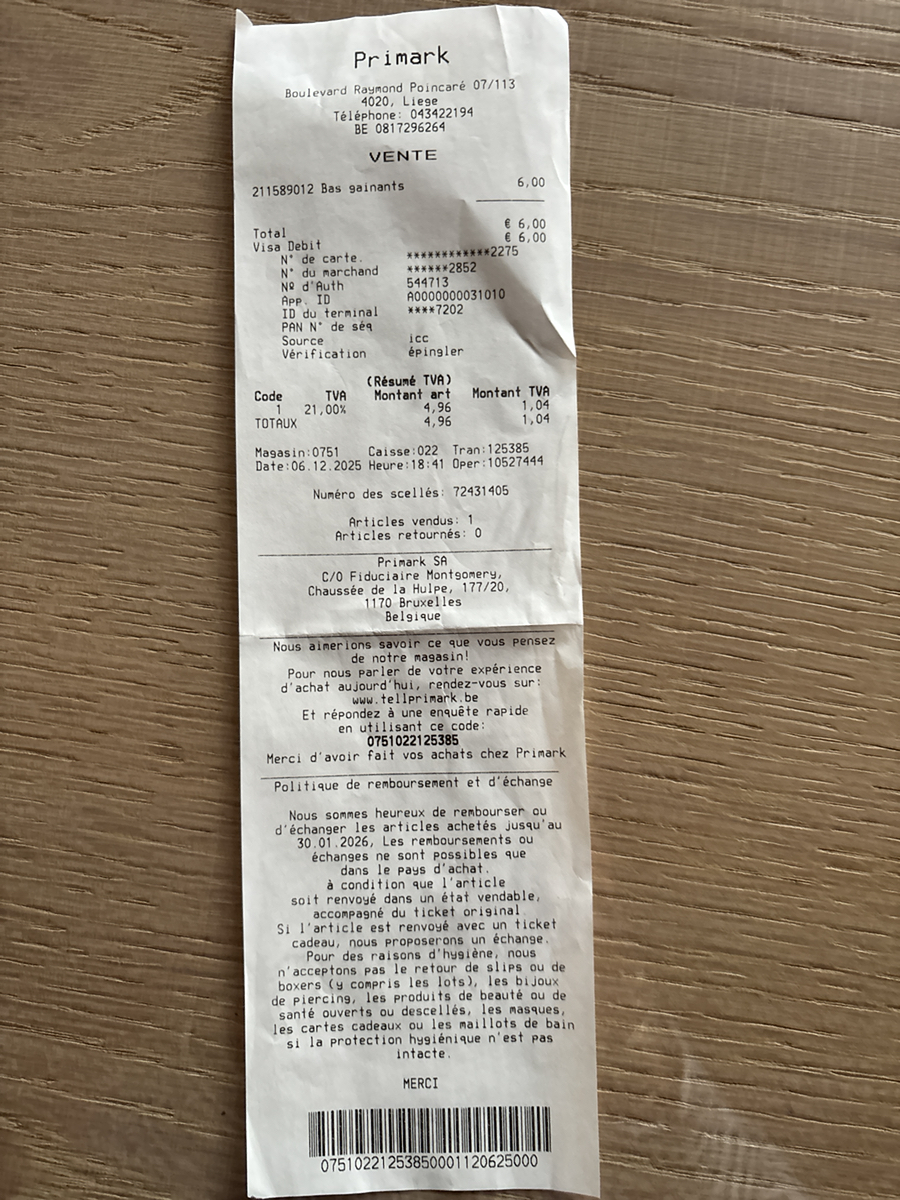 Primark
Boulevard Raymond Poincaré 07/113
4020, Liege
Téléphone: 043422194
BE 0817296264
VENTE
211589012 Bas gainants 6,00
Total € 6,00
Visa Debit € 6,00
N° de carte. ************2275
N° du marchand ******2852
Nº d'Auth 544713
App. ID A0000000031010
ID du terminal ****7202
PAN N° de séq
Source icc
Vérification épingler
(Résumé TVA)
Code TVA Montant art Montant TVA
1 21,00% 4,96 1,04
TOTAUX 4,96 1,04
Magasin:0751 Caisse:022 Tran:125385
Date:06.12.2025 Heure:18:41 Oper:10527444
Numéro des scellés: 72431405
Articles vendus: 1
Articles retournés: 0
Primark SA
C/O Fiduciaire Montgomery,
Chaussée de la Hulpe, 177/20,
1170 Bruxelles
Belgique
Nous aimerions savoir ce que vous pensez
de notre magasin!
Pour nous parler de votre expérience
d'achat aujourd'hui, rendez-vous sur:
www.tellprimark.be
Et répondez à une enquête rapide
en utilisant ce code:
0751022125385
Merci d'avoir fait vos achats chez Primark
Politique de remboursement et d'échange
Nous sommes heureux de rembourser ou
d'échanger les articles achetés jusqu'au
30.01.2026, Les remboursements ou
échanges ne sont possibles que
dans le pays d'achat.
à condition que l'article
soit renvoyé dans un état vendable,
accompagné du ticket original.
Si l'article est renvoyé avec un ticket
cadeau, nous proposerons un échange.
Pour des raisons d'hygiène, nous
n'acceptons pas le retour de slips ou de
boxers (y compris les lots), les bijoux
de piercing, les produits de beauté ou de
santé ouverts ou descellés, les masques,
les cartes cadeaux ou les maillots de bain
si la protection hygiénique n'est pas
intacte.
MERCI
07510221253850001120625000